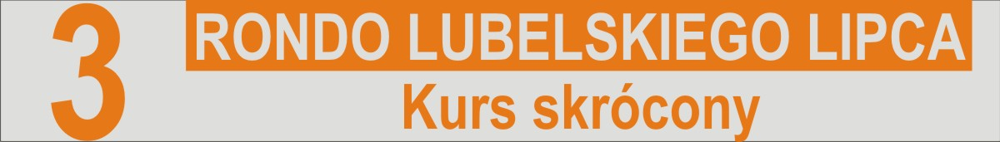 3
RONDO LUBELSKIEGO LIPCA
Kurs skrócony